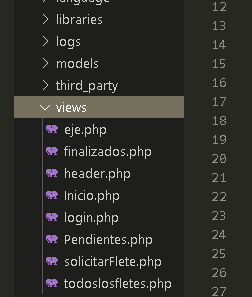 libraries
logs
models
third_party
views
eje.php
finalizados.php
header.php
Inicio.php
login.php
Pendientes.php
solicitarFlete.php
todoslosfletes.php
12
13
14
15
16
17
18
19
20
21
22
23
24
25
26
27